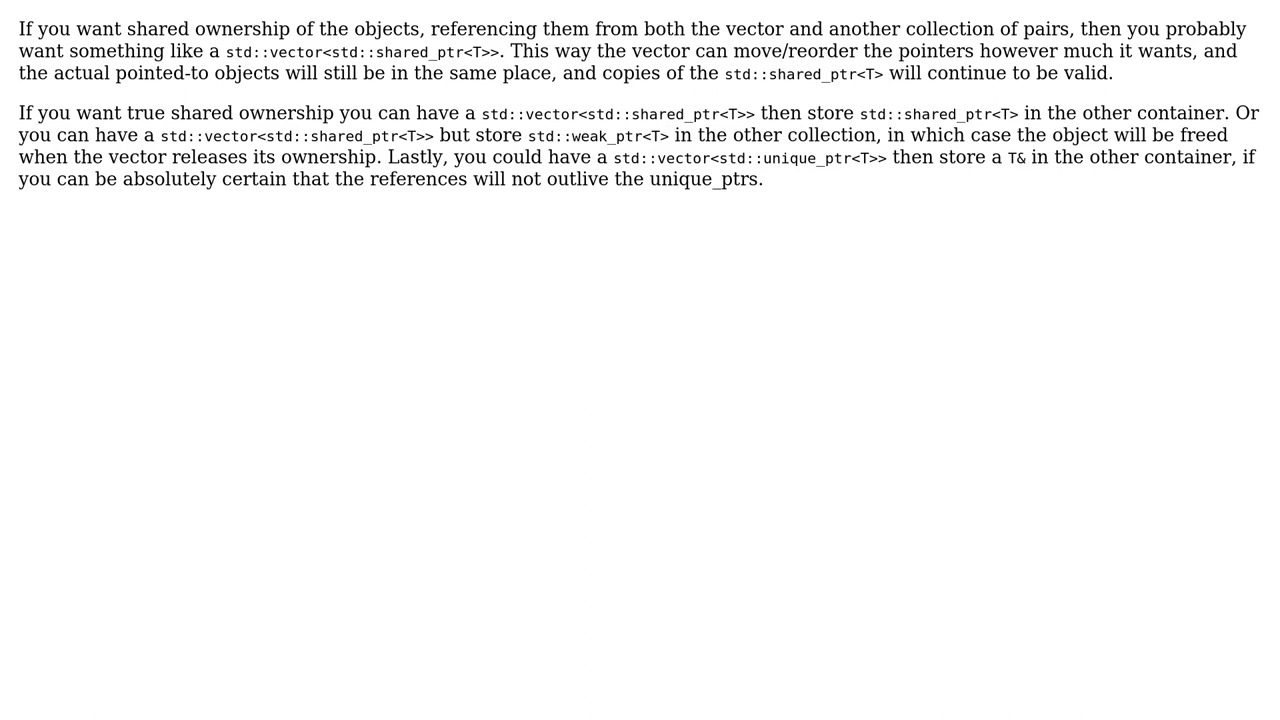 If you want shared ownership of the objects, referencing them from both the vector and another collection of pairs, then you probably
want something like a std::vector<std::shared_ptr<T>>. This way the vector can move/reorder the pointers however much it wants, and
the actual pointed-to objects will still be in the same place, and copies of the std::shared_ptr<T> will continue to be valid.
If you want true shared ownership you can have a std::vector<std::shared_ptr<T>> then store std::shared_ptr<T> in the other container. Or
you can have a std::vector<std::shared_ptr<T>> but store std::weak_ptr<T> in the other collection, in which case the object will be freed
when the vector releases its ownership. Lastly, you could have a std::vector<std::unique_ptr<T>> then store a T& in the other container, if
you can be absolutely certain that the references will not outlive the unique_ptrs.